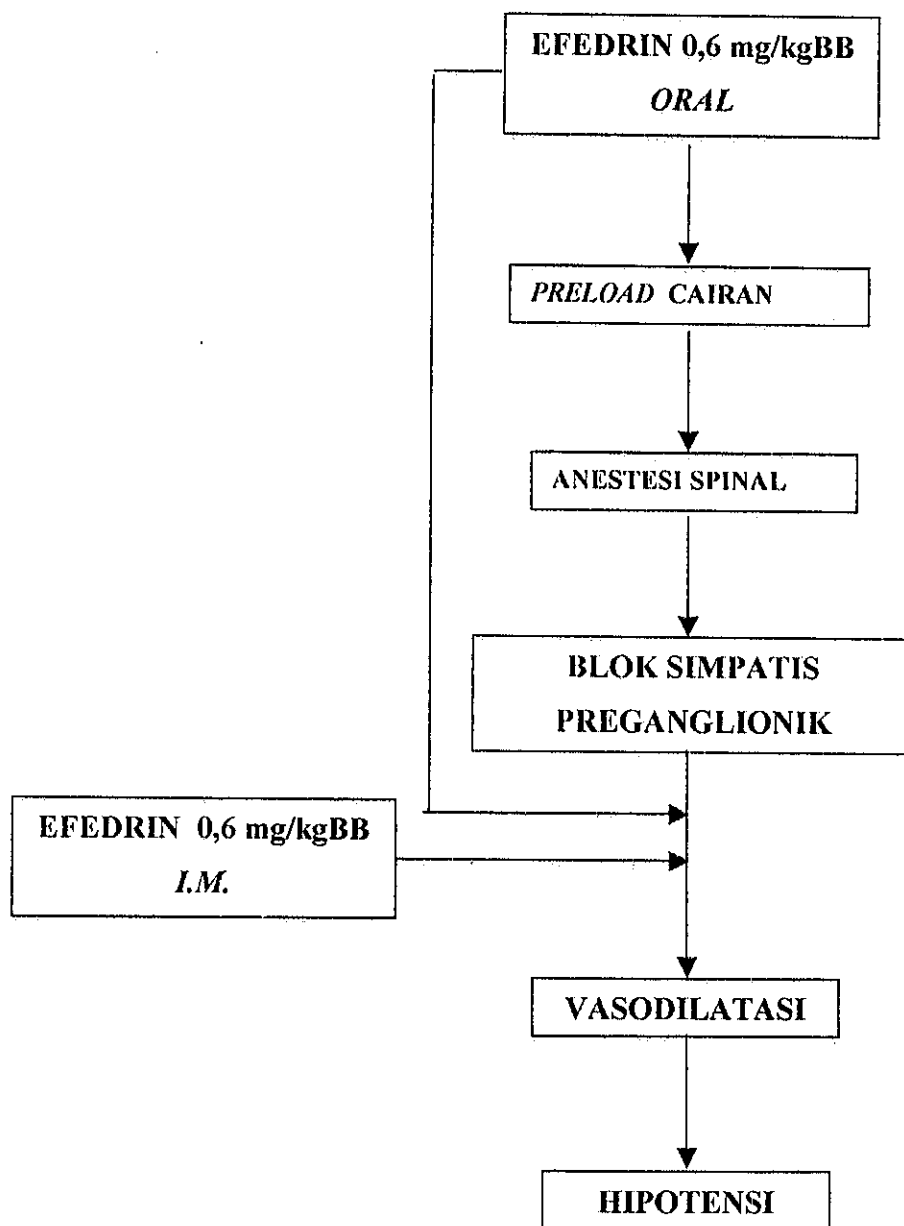 EFEDRIN 0,6 mg/kgBB
ORAL
PRELOAD CAIRAN
ANESTESI SPINAL
BLOK SIMPATIS
PREGANGLIONIK
EFEDRIN 0,6 mg/kgBB
I.M.
VASODILATASI
HIPOTENSI